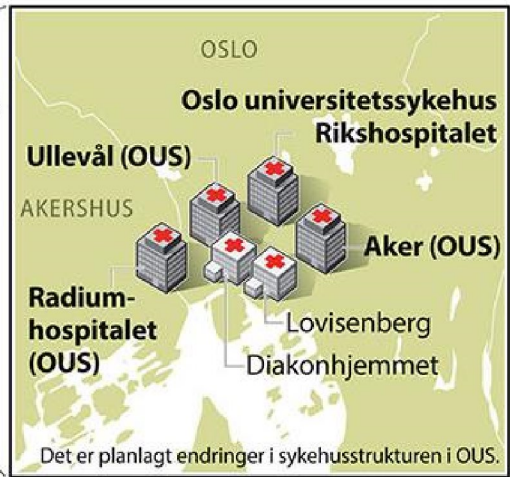 OSLO
Oslo universitetssykehus
Rikshospitalet
Ullevål (OUS)
AKERSHUS
Aker (OUS)
Radium-
hospitalet
(OUS)
Lovisenberg
Diakonhjemmet
Det er planlagt endringer i sykehusstrukturen i OUS.